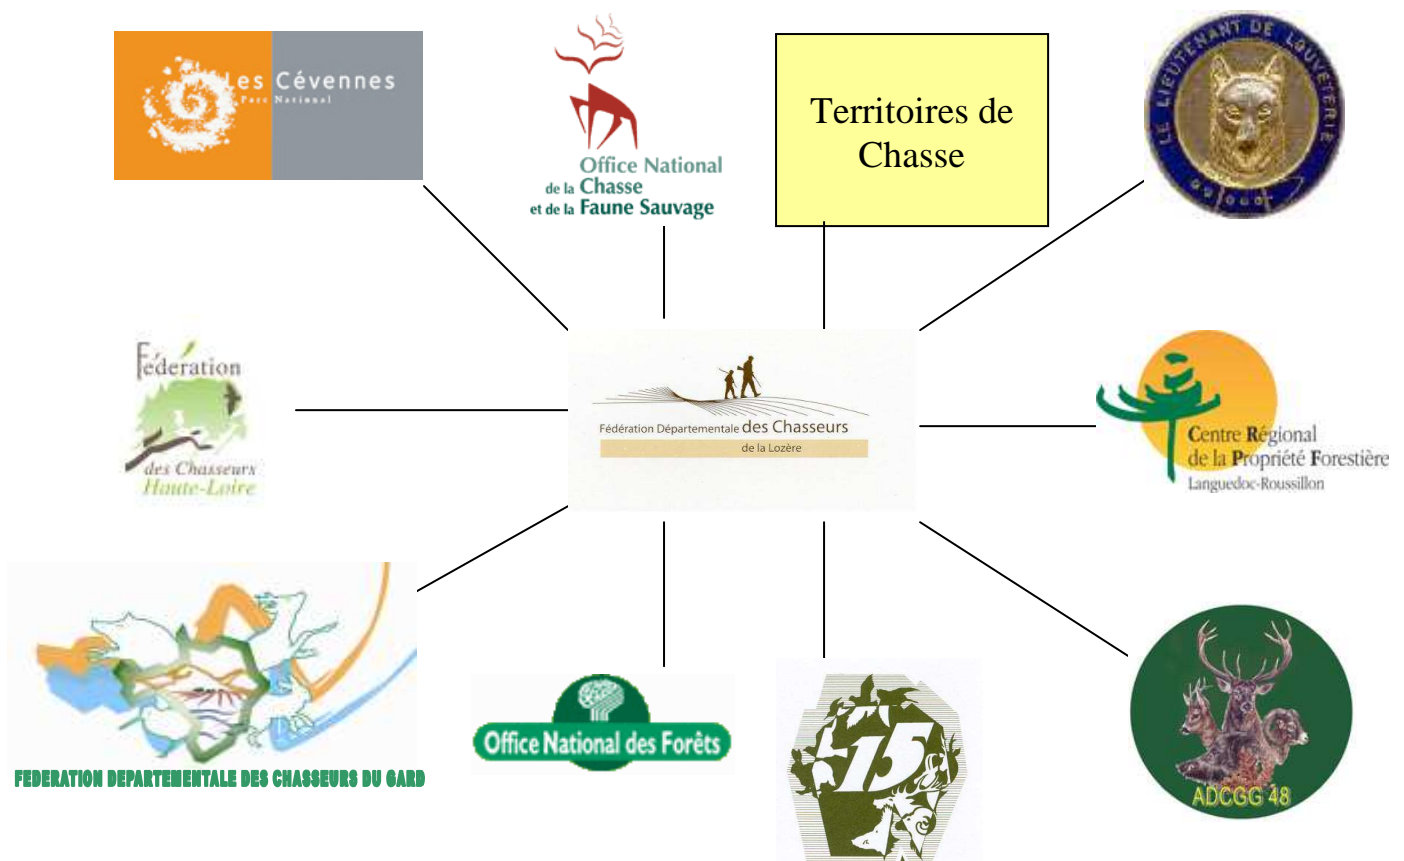 Les Cévennes
Parc National
Office National
de la Chasse
et de la Faune Sauvage
Territoires de
Chasse
LE LIEUTENANT DE LOUVETERIE
Fédération
des Chasseurs
Haute-Loire
Fédération Départementale des Chasseurs
de la Lozère
Centre Régional
de la Propriété Forestière
Languedoc-Roussillon
FEDERATION DEPARTEMENTALE DES CHASSEURS DU GARD
Office National des Forêts
15
ADCGG 48